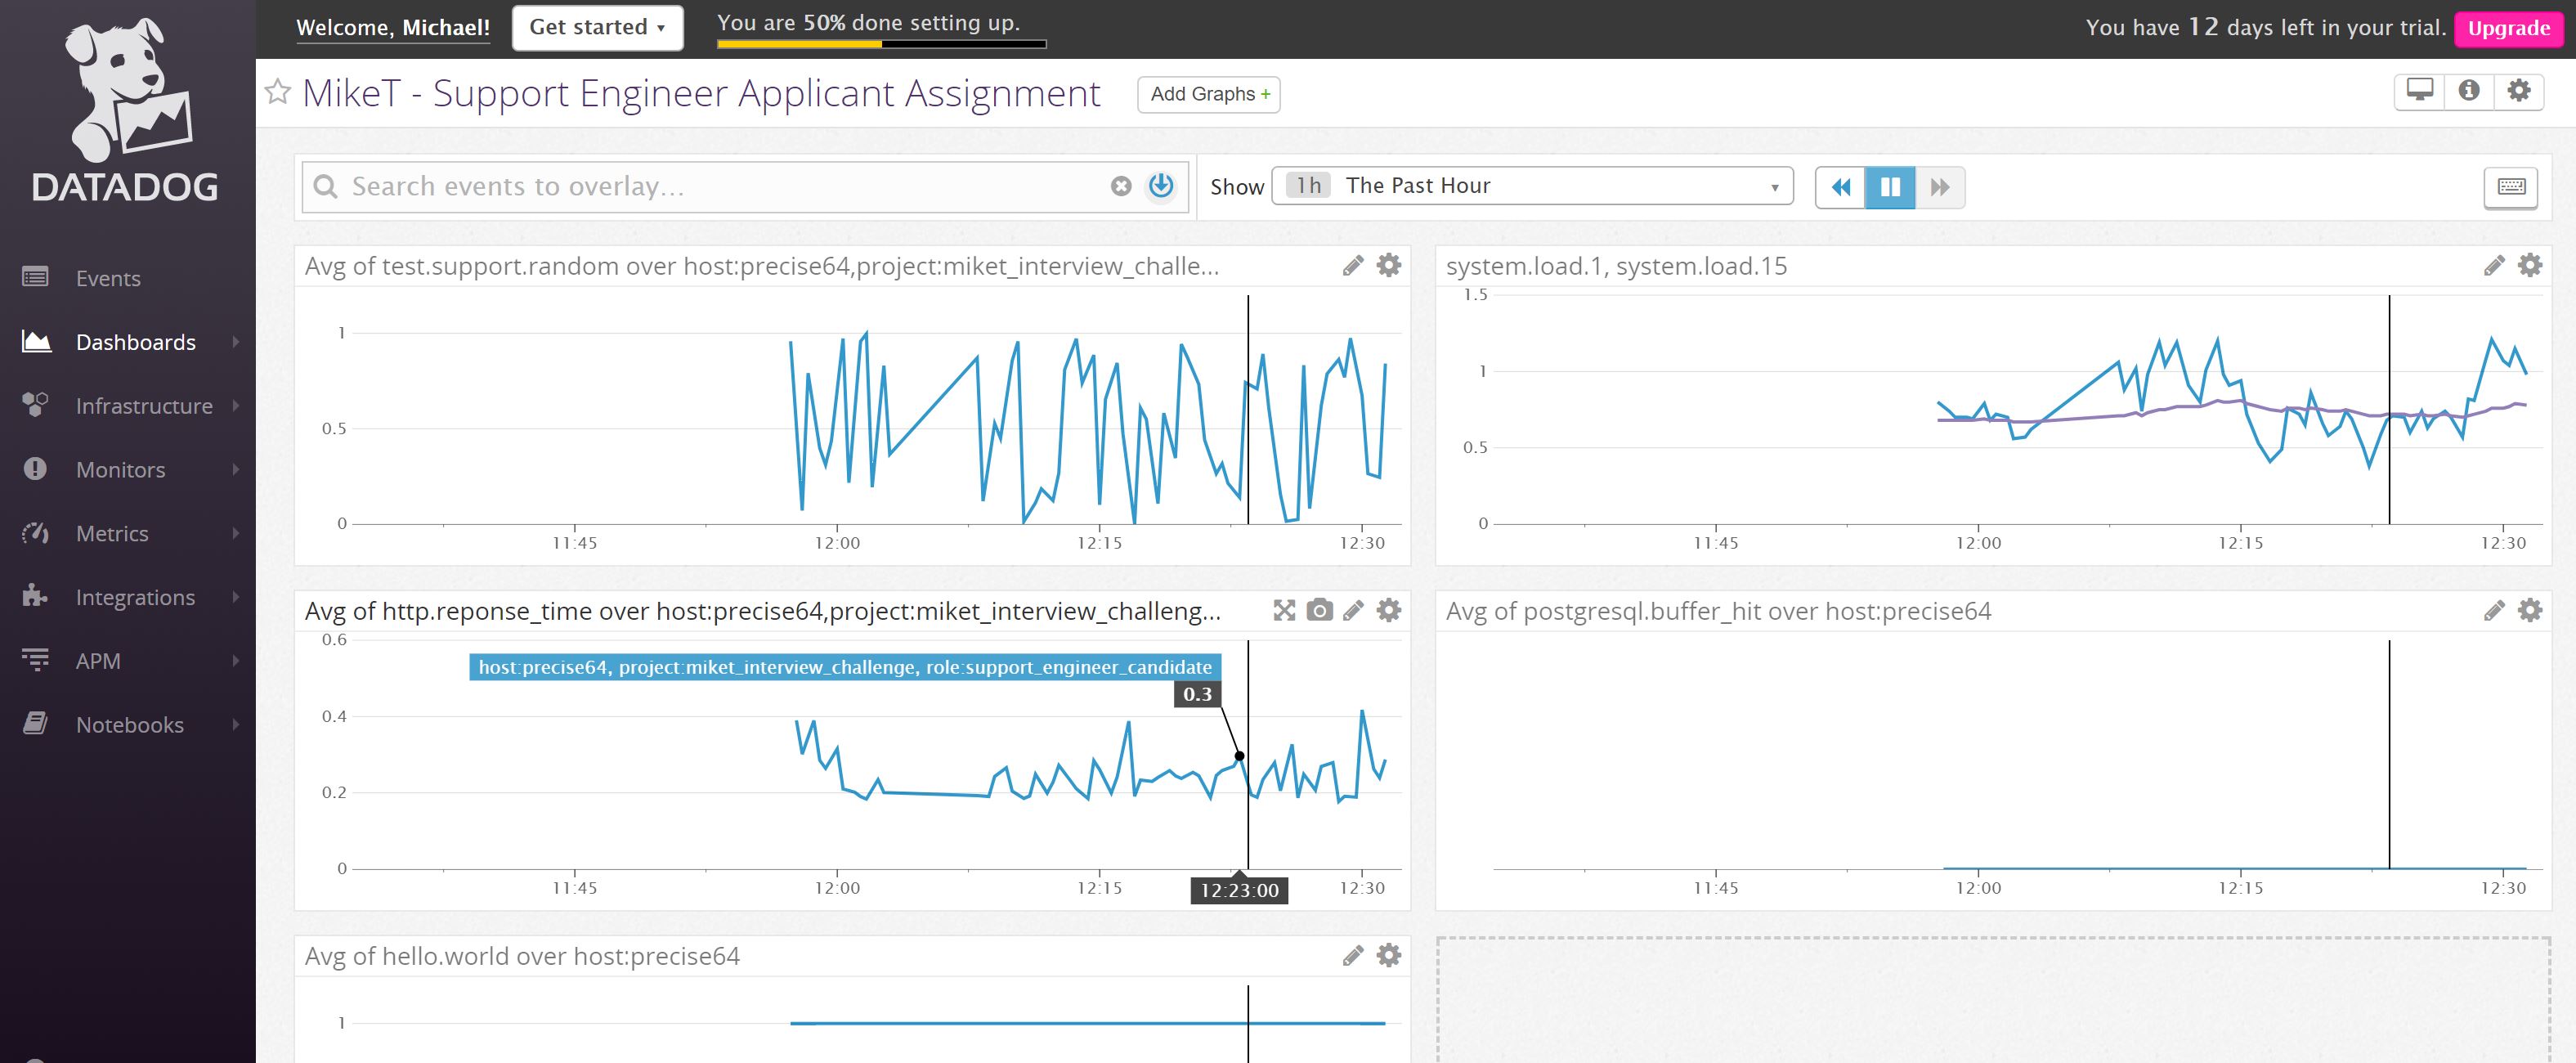 Welcome, Michael!
Get started
You are 50% done setting up.
You have 12 days left in your trial.
Upgrade
DATADOG
Events
Dashboards
Infrastructure
Monitors
Metrics
Integrations
APM
Notebooks
MikeT - Support Engineer Applicant Assignment
Add Graphs +
Search events to overlay...
Show
1h The Past Hour
Avg of test.support.random over host:precise64,project:miket_interview_challe...
1
0.5
0
11:45 12:00 12:15 12:30
system.load.1, system.load.15
1.5
1
0.5
0
11:45 12:00 12:15 12:30
Avg of http.reponse_time over host:precise64,project:miket_interview_challeng...
0.6
host:precise64, project:miket_interview_challenge, role:support_engineer_candidate
0.3
0.4
0.2
0
11:45 12:00 12:15 12:23:00 12:30
Avg of postgresql.buffer_hit over host:precise64
11:45 12:00 12:15 12:30
Avg of hello.world over host:precise64
1